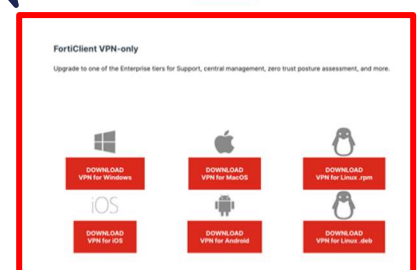 FortiClient VPN-only
Upgrade to one of the Enterprise tiers for Support, central management, zero trust posture assessment, and more.
DOWNLOAD
VPN for Windows
DOWNLOAD
VPN for MacOS
DOWNLOAD
VPN for Linux .rpm
iOS
DOWNLOAD
VPN for iOS
DOWNLOAD
VPN for Android
DOWNLOAD
VPN for Linux .deb